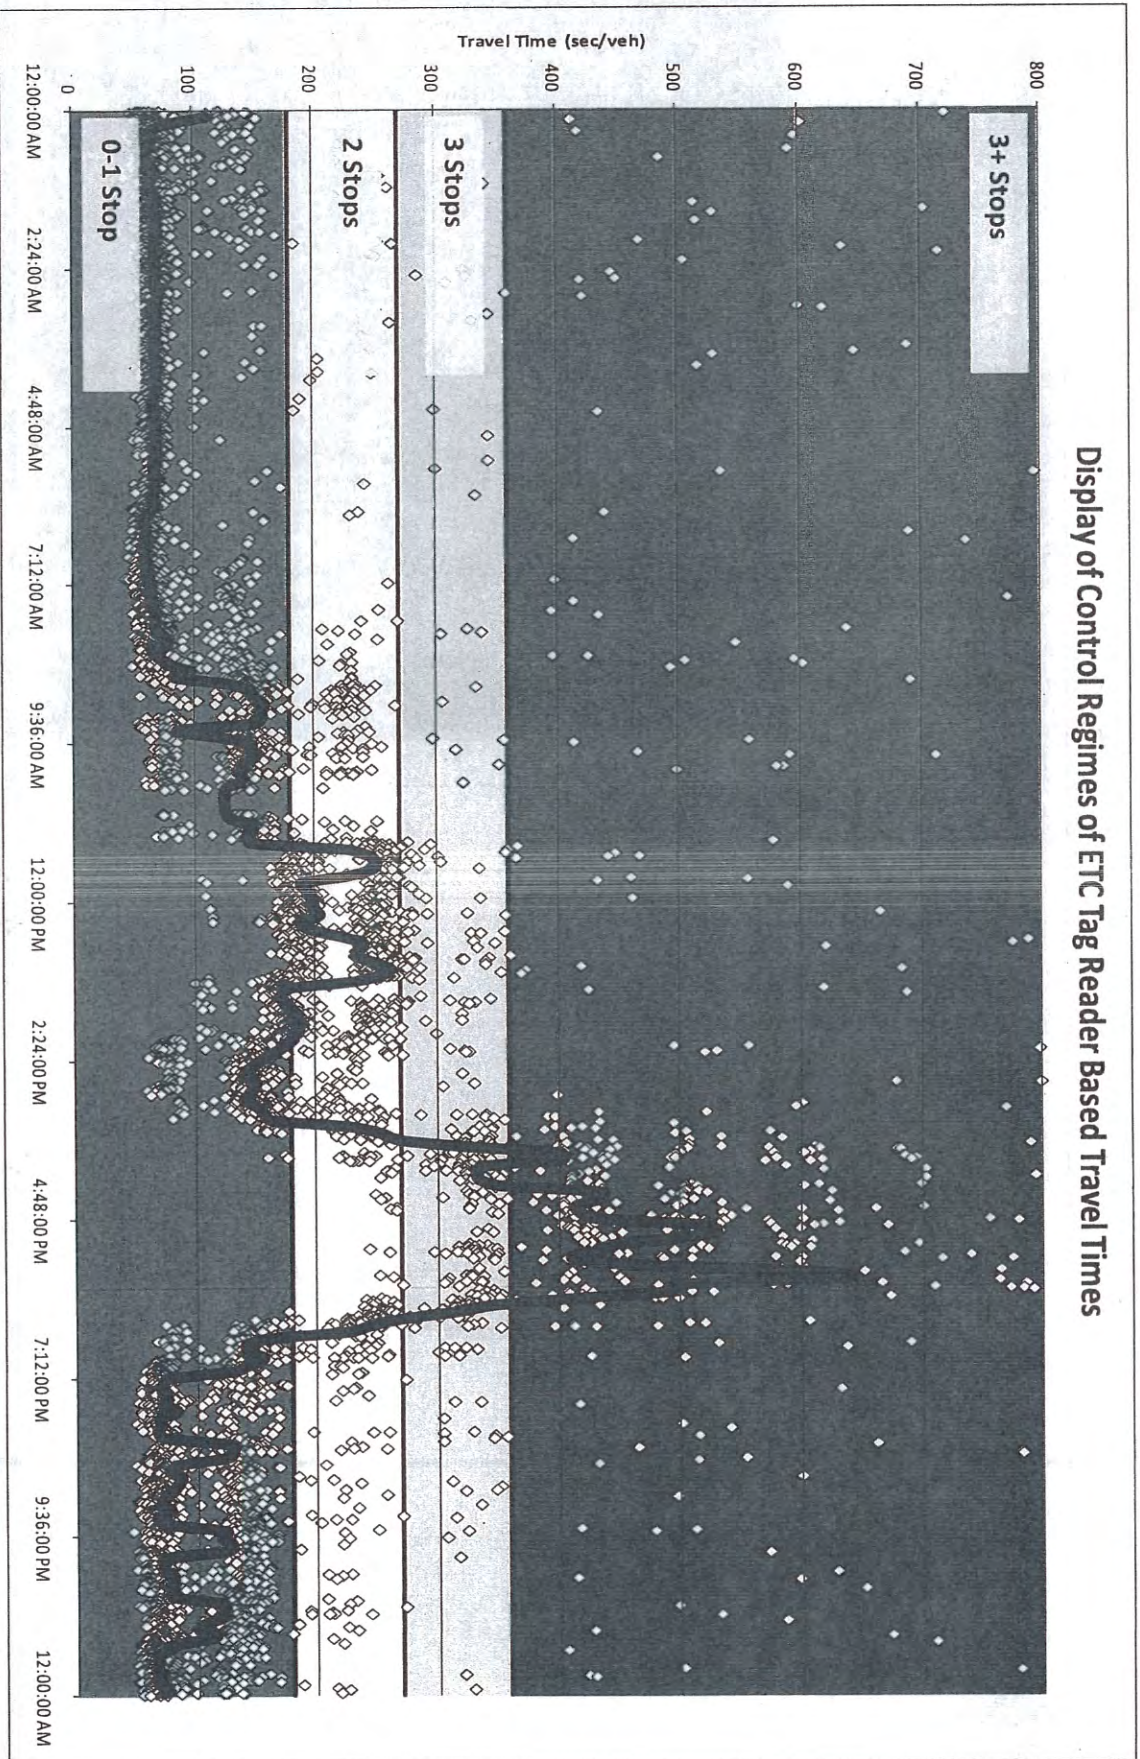 Display of Control Regimes of ETC Tag Reader Based Travel Times
Travel Time (sec/veh)
800
700
600
500
400
300
200
100
0
3+ Stops
3 Stops
2 Stops
0-1 Stop
12:00:00 AM
2:24:00 AM
4:48:00 AM
7:12:00 AM
9:36:00 AM
12:00:00 PM
2:24:00 PM
4:48:00 PM
7:12:00 PM
9:36:00 PM
12:00:00 AM